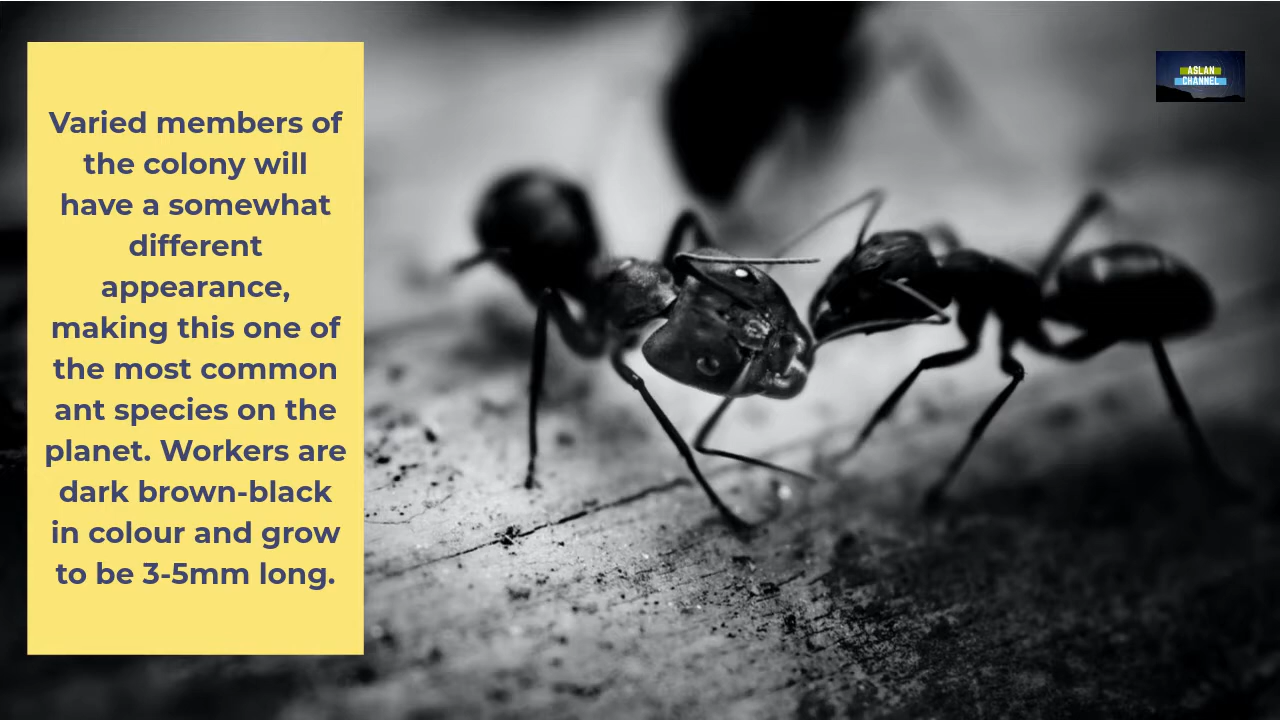 Varied members of
the colony will
have a somewhat
different
appearance,
making this one of
the most common
ant species on the
planet. Workers are
dark brown-black
in colour and grow
to be 3-5mm long.
ASLAN
CHANNEL